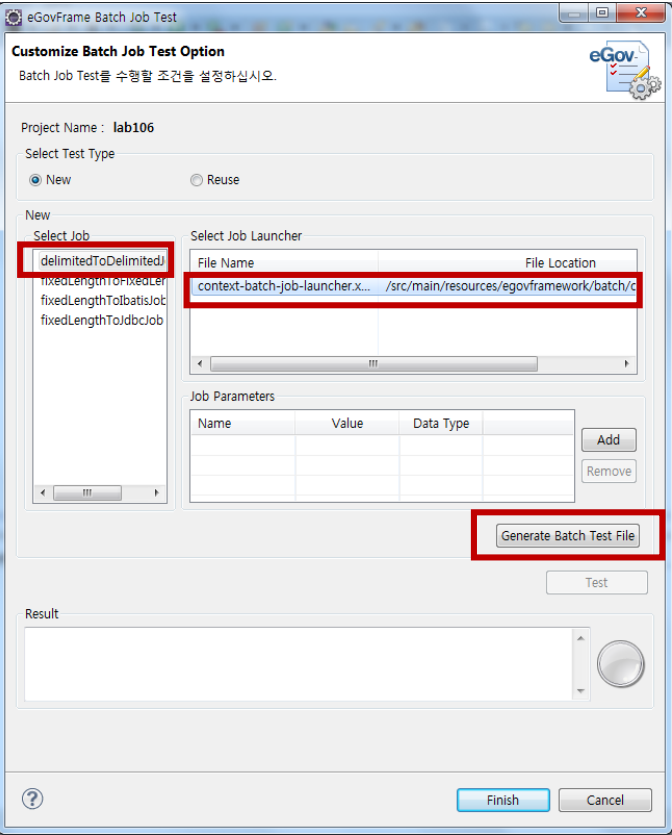 eGovFrame Batch Job Test
Customize Batch Job Test Option
Batch Job Test를 수행할 조건을 설정하십시오.
eGov
Project Name : lab106
Select Test Type
New
Reuse
New
Select Job
delimitedToDelimitedJ
fixedLengthToFixedLen
fixedLengthToIbatisJob
fixedLengthToJdbcJob
Select Job Launcher
File Name File Location
context-batch-job-launcher.x... /src/main/resources/egovframework/batch/c
Job Parameters
Name Value Data Type
Add
Remove
Generate Batch Test File
Test
Result
Finish
Cancel